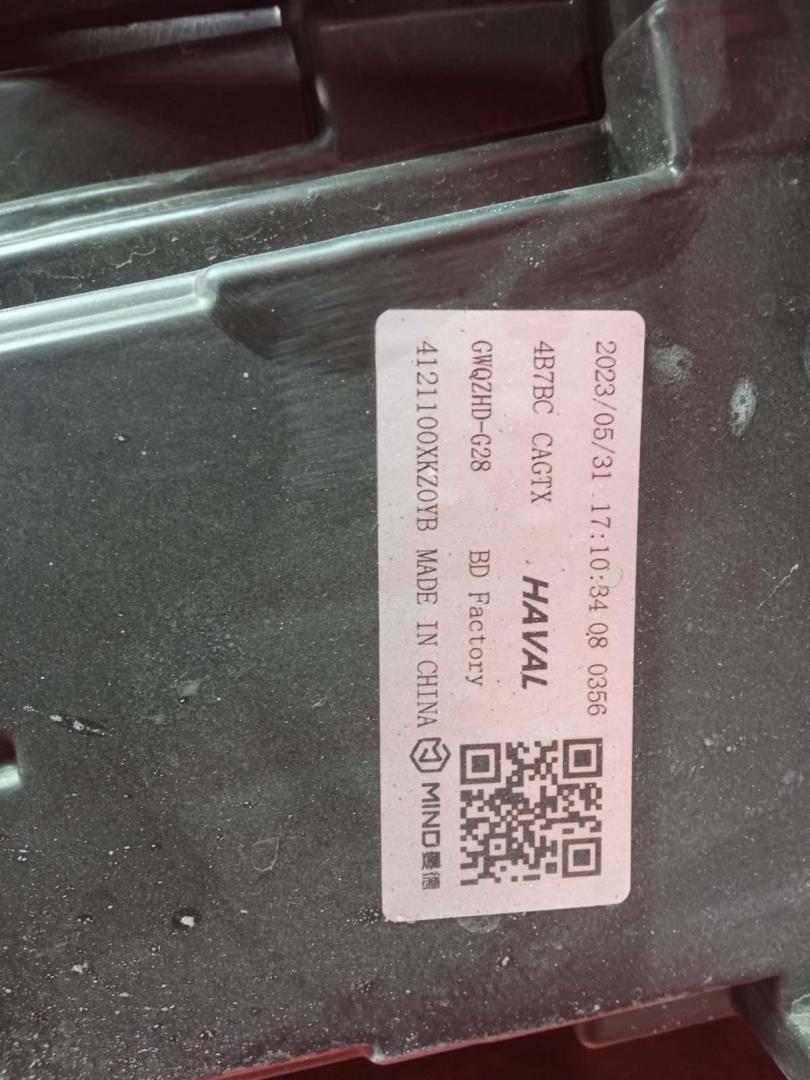 2023/05/31 17:10:34 08 0356
4B7BC CAGTX HAVAL
GWQZHD-G28 BD Factory
4121100XKZ0YB MADE IN CHINA MIND 曼德